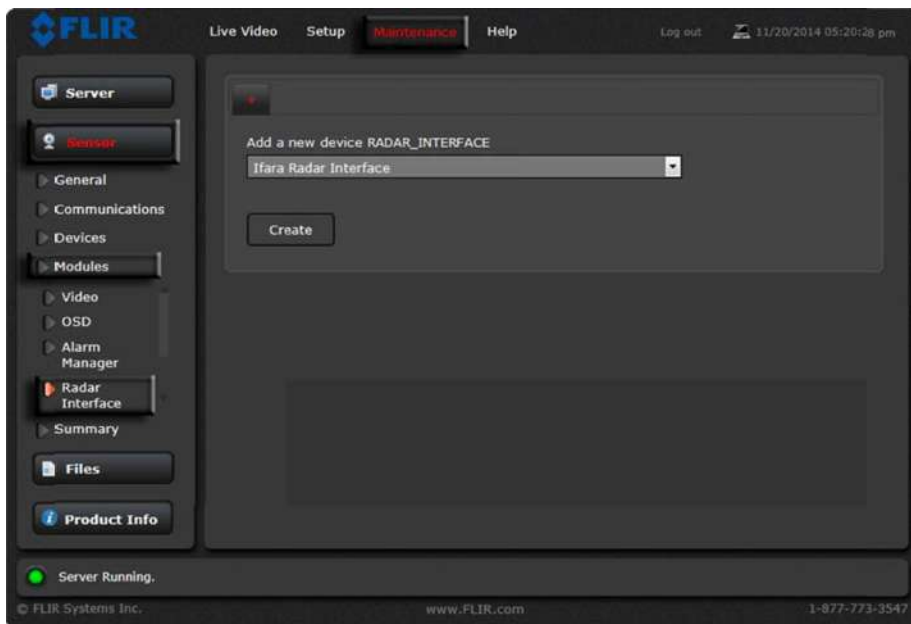 FLIR
Live Video
Setup
Maintenance
Help
Log out
11/20/2014 05:20:28 pm
Server
Sensor
General
Communications
Devices
Modules
Video
OSD
Alarm
Manager
Radar
Interface
Summary
Files
Product Info
+
Add a new device RADAR_INTERFACE
Ifara Radar Interface
Create
Server Running.
© FLIR Systems Inc.
www.FLIR.com
1-877-773-3547